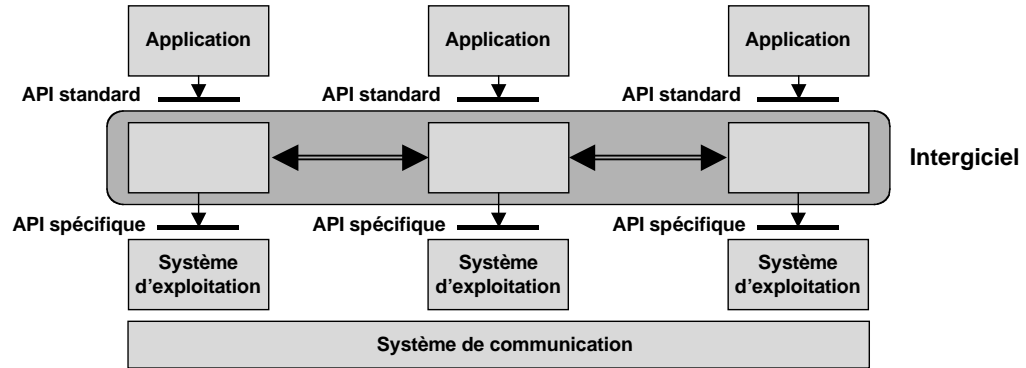 Application
Application
Application
API standard
API standard
API standard
Intergiciel
API spécifique
API spécifique
API spécifique
Système
d'exploitation
Système
d'exploitation
Système
d'exploitation
Système de communication